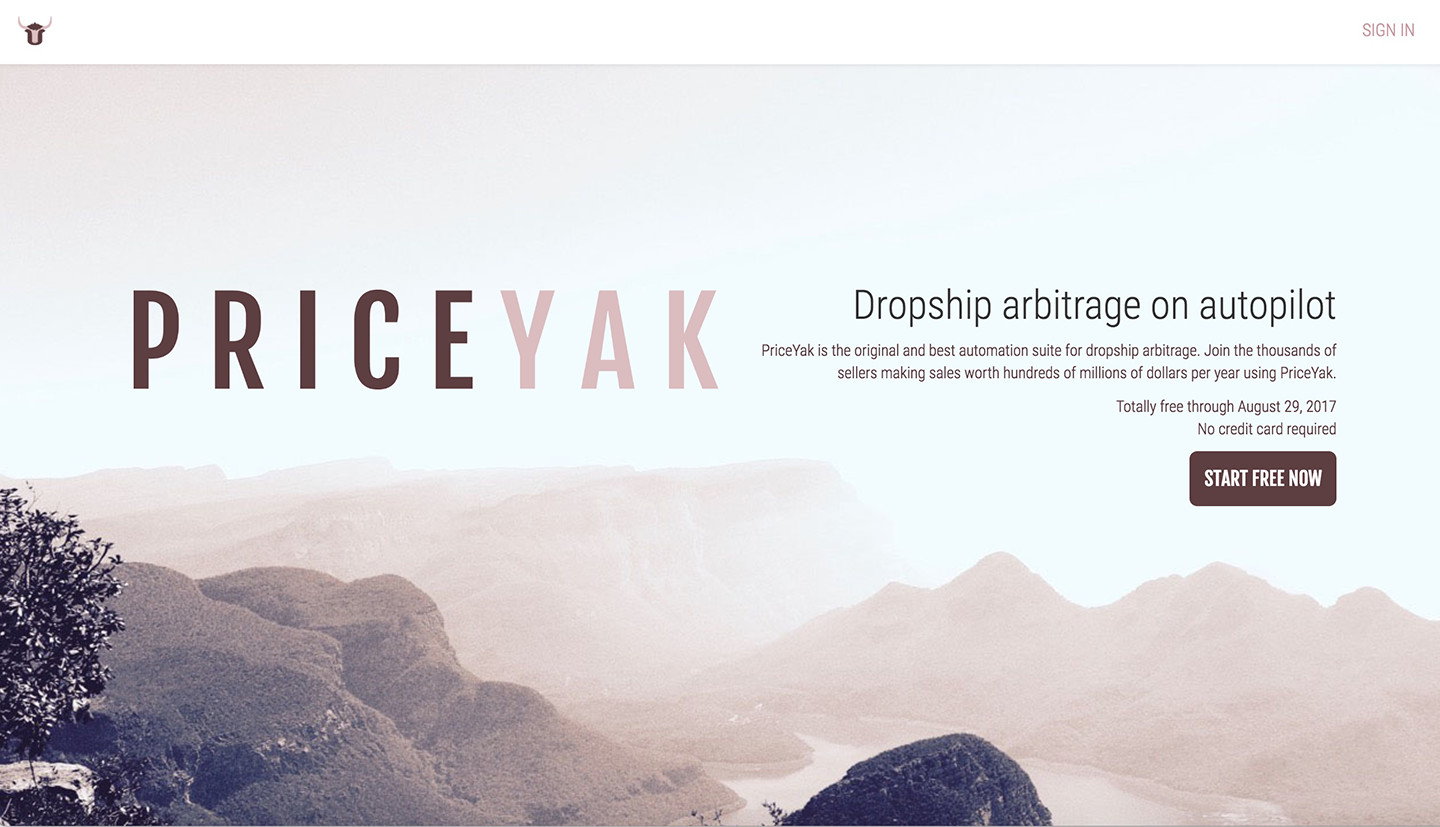 SIGN IN
PRICEYAK
Dropship arbitrage on autopilot
PriceYak is the original and best automation suite for dropship arbitrage. Join the thousands of
sellers making sales worth hundreds of millions of dollars per year using PriceYak.
Totally free through August 29, 2017
No credit card required
START FREE NOW